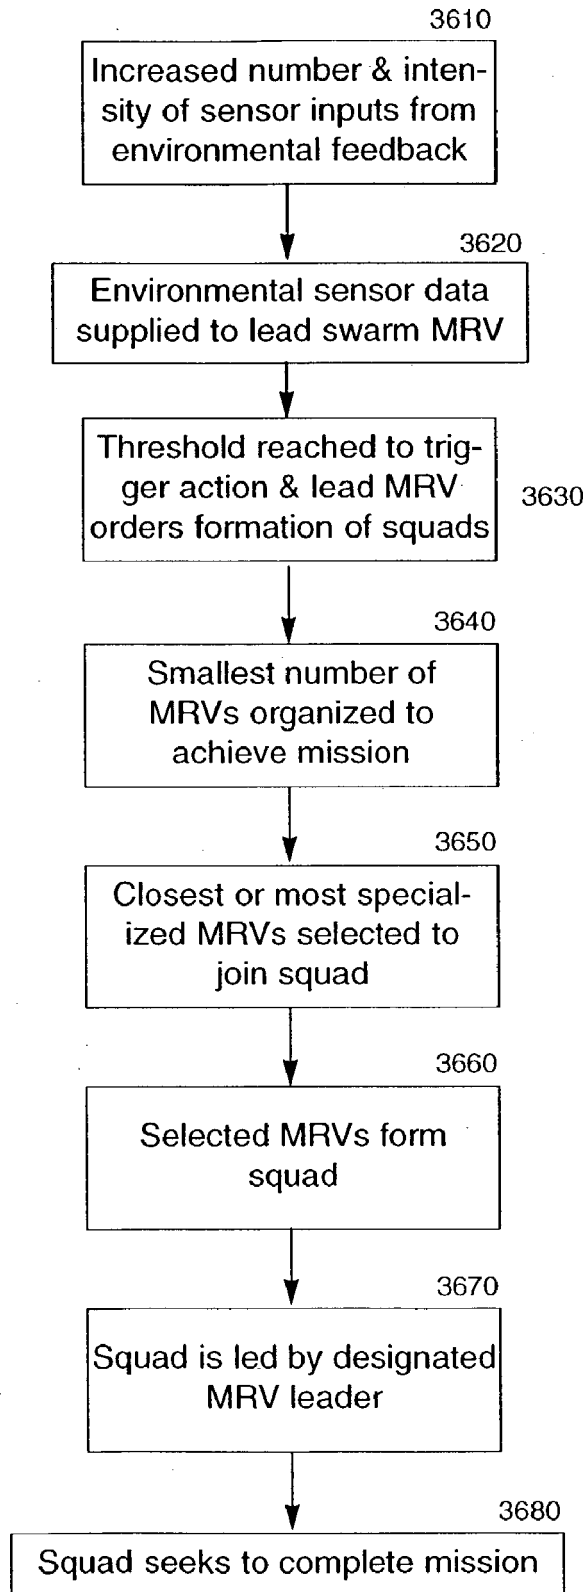 3610
Increased number & inten-
sity of sensor inputs from
environmental feedback
3620
Environmental sensor data
supplied to lead swarm MRV
Threshold reached to trig-
ger action & lead MRV
orders formation of squads
3630
3640
Smallest number of
MRVs organized to
achieve mission
3650
Closest or most special-
ized MRVs selected to
join squad
3660
Selected MRVs form
squad
3670
Squad is led by designated
MRV leader
3680
Squad seeks to complete mission